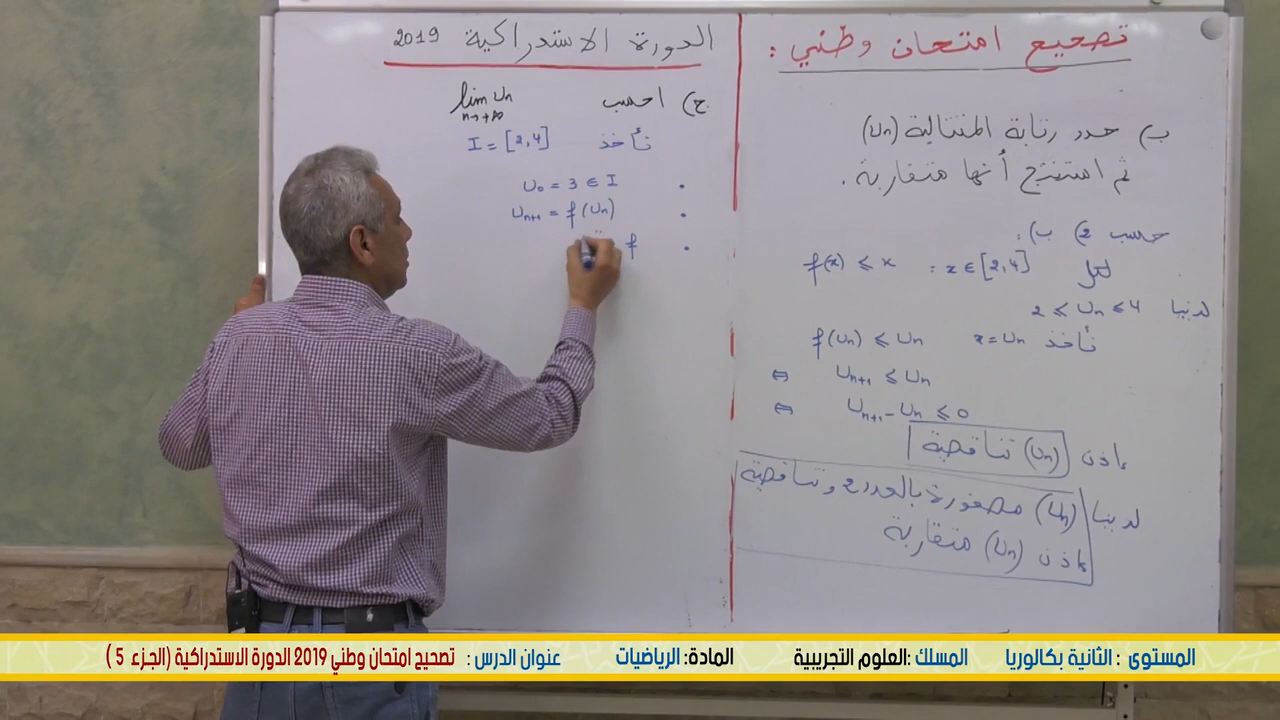 تصحيح امتحان وطني :
ب) حدد رتابة المتتالية (Un)
ثم استنتج أنها متقاربة .
حسب 2) ب) :
لكل x ∈ [2,4] : f(x) ⩽ x
لدينا 2 ⩽ Un ⩽ 4
نأخذ x = Un f(Un) ⩽ Un
⇔ Un+1 ⩽ Un
⇔ Un+1 - Un ⩽ 0
إذن (Un) تناقصية
لدينا (Un) مصغورة بالعدد 2 وتناقصية
إذن (Un) متقاربة
الدورة الاستدراكية 2019
ج) احسب lim Un
n→+∞
نأخذ I = [2,4]
• U0 = 3 ∈ I
• Un+1 = f(Un)
• f
المستوى : الثانية بكالوريا المسلك :العلوم التجريبية المادة: الرياضيات عنوان الدرس : تصحيح امتحان وطني 2019 الدورة الاستدراكية (الجزء 5 )